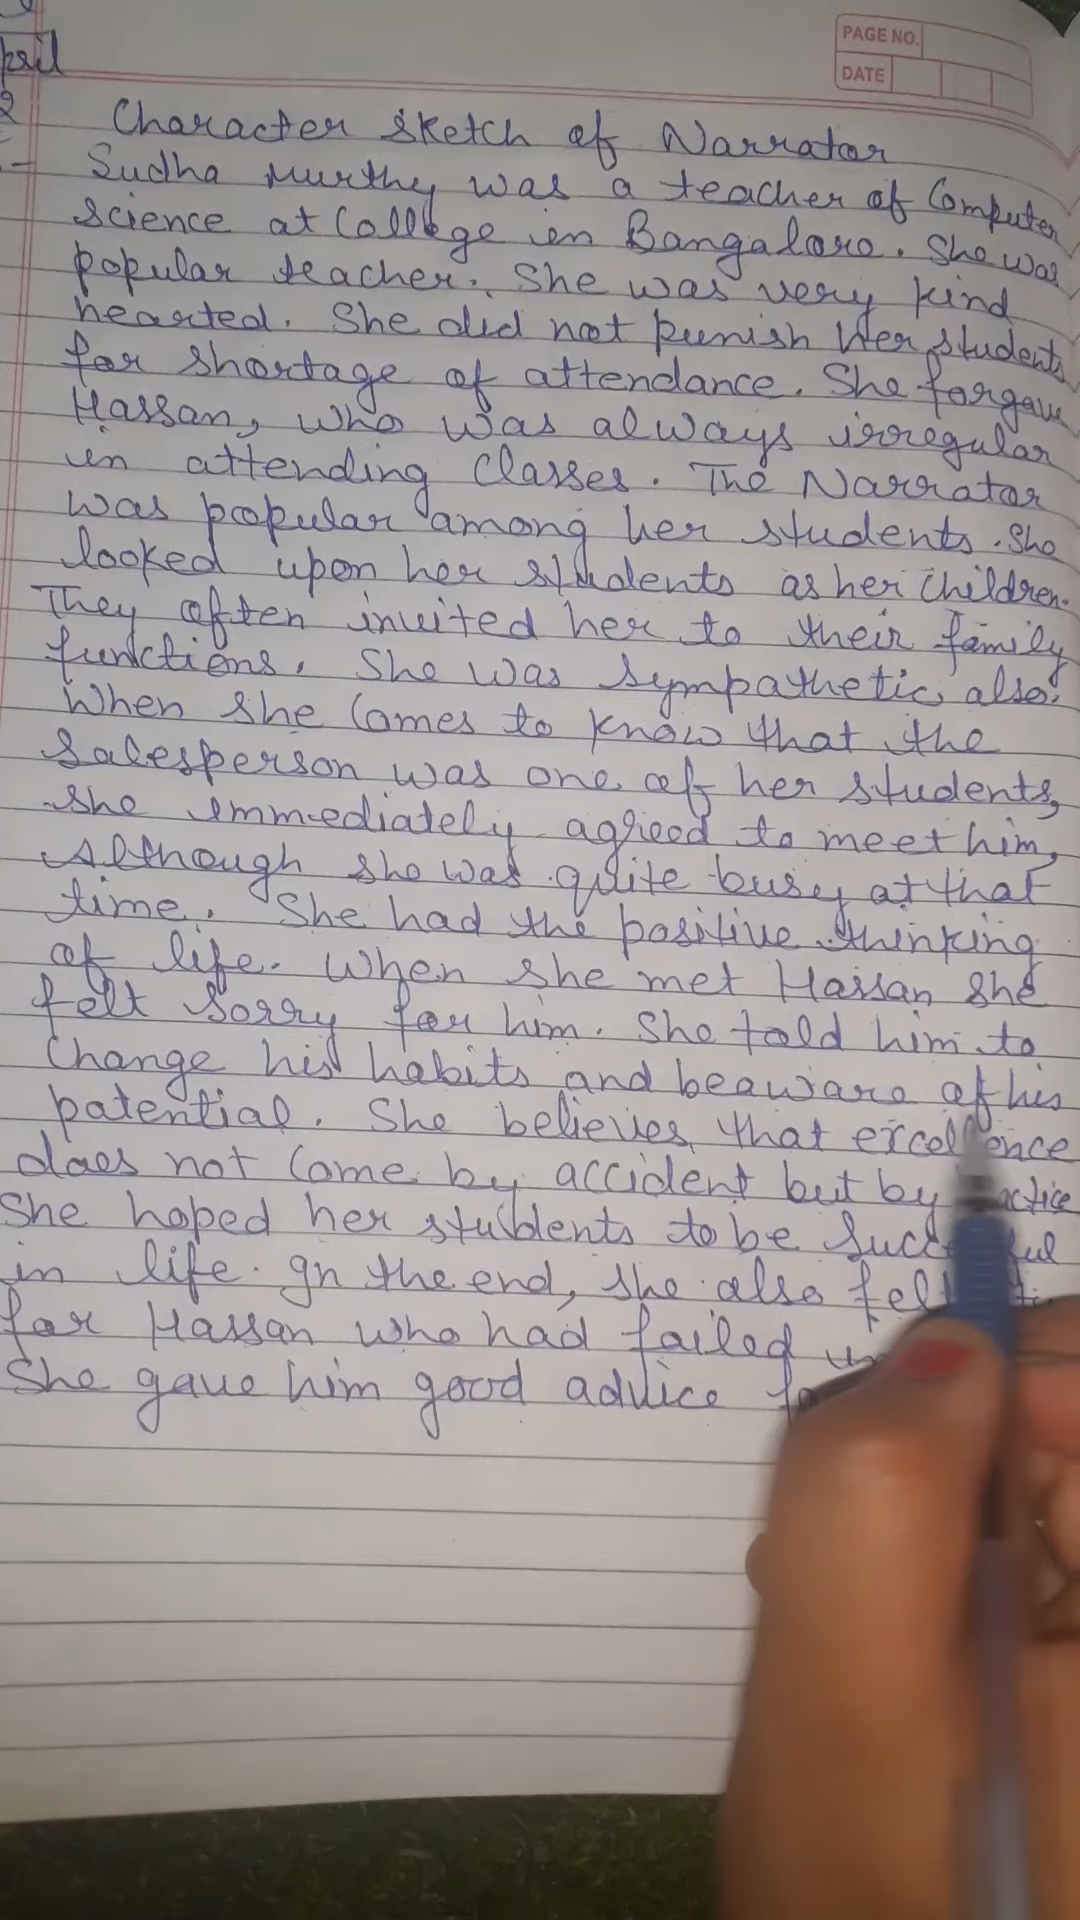 pril
2
PAGE NO.
DATE
Character sketch of Narrator
- Sudha Murthy was a teacher of Computer
science at College in Bangalore. She was
popular teacher. She was very kind
hearted. She did not punish Her students
for shortage of attendance. She forgave
Hassan, who was always irregular
in attending Classes. The Narrator
was popular among her students. She
looked upon her students as her Children.
They often invited her to their family
functions. She was sympathetic also.
When she Comes to know that the
salesperson was one of her students,
she immediately agreed to meet him,
Although she was quite busy at that
time. She had the positive thinking
of life. When she met Hassan she
felt sorry for him. She told him to
Change his habits and beaware of his
potential. She believes that excellence
does not Come by accident but by
She hoped her students to be
in life. In the end, she also felt
for Hassan who had failed
She gave him good advice